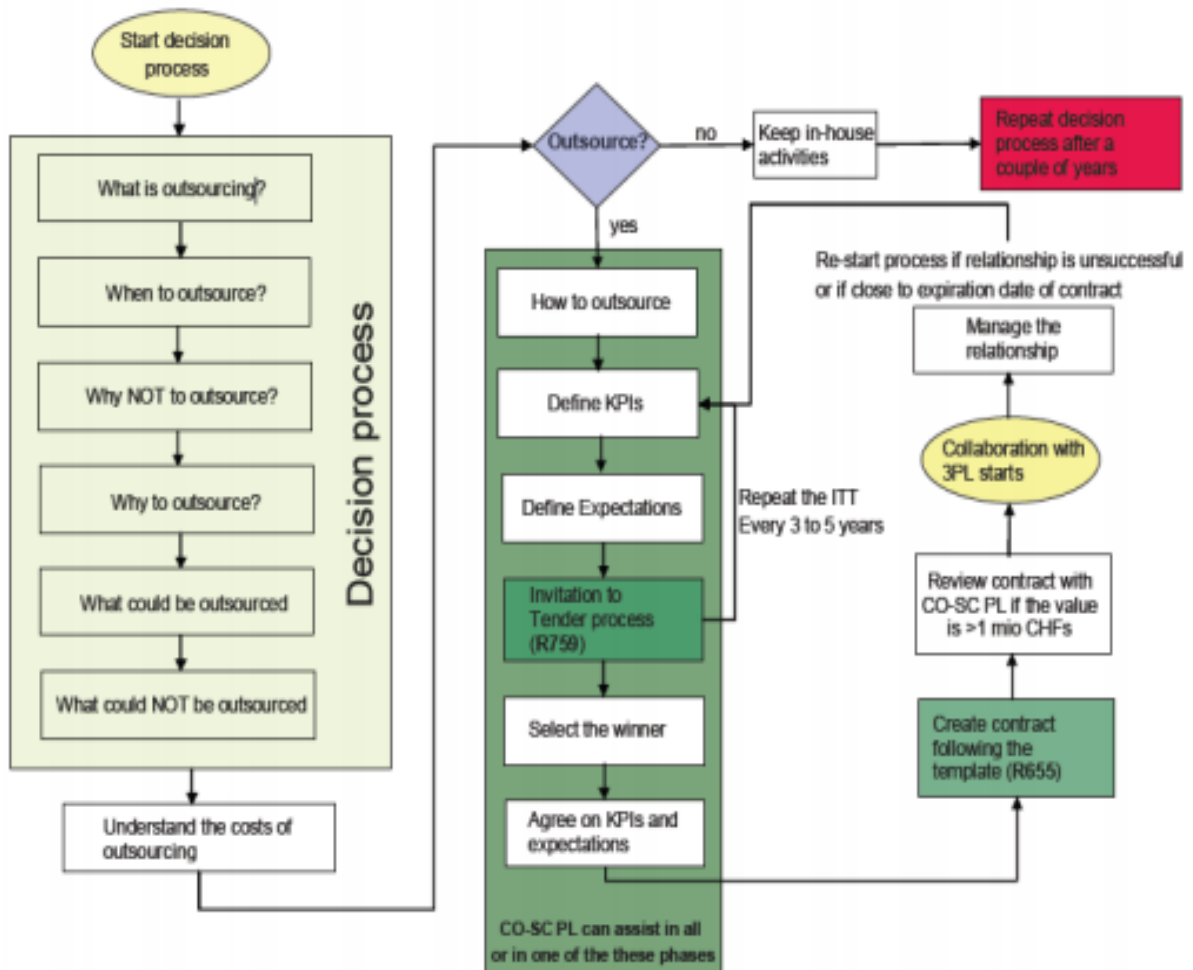 Start decision
process
What is outsourcing?
When to outsource?
Why NOT to outsource?
Why to outsource?
What could be outsourced
What could NOT be outsourced
Decision process
Understand the costs of
outsourcing
Outsource?
no
yes
Keep in-house
activities
Repeat decision
process after a
couple of years
How to outsource
Define KPIs
Define Expectations
Invitation to
Tender process
(R759)
Select the winner
Agree on KPIs and
expectations
CO-SC PL can assist in all
or in one of the these phases
Repeat the ITT
Every 3 to 5 years
Re-start process if relationship is unsuccessful
or if close to expiration date of contract
Manage the
relationship
Collaboration with
3PL starts
Review contract with
CO-SC PL if the value
is >1 mio CHFs
Create contract
following the
template (R655)